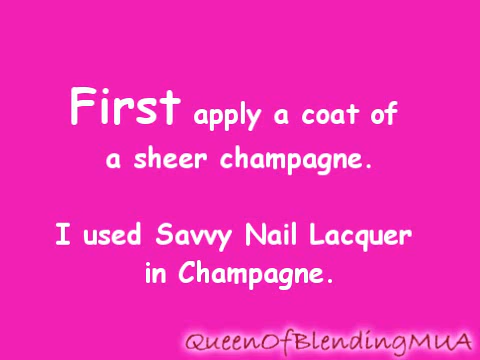 First apply a coat of
a sheer champagne.
I used Savvy Nail Lacquer
in Champagne.
QueenOfBlendingMUA